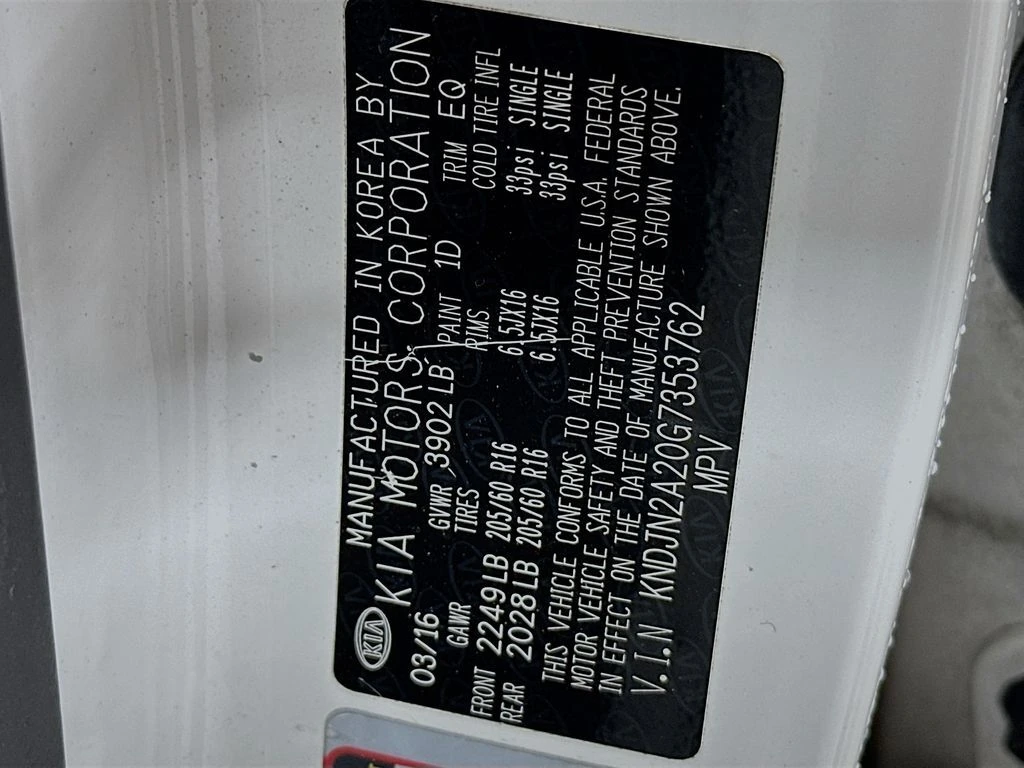 KIA MANUFACTURED IN KOREA BY
KIA MOTORS CORPORATION
03/16 GVWR 3902 LB PAINT 1D TRIM EQ
GAWR TIRES RIMS COLD TIRE INFL
FRONT 2249LB 205/60 R16 6.5JX16 33psi SINGLE
REAR 2028LB 205/60 R16 6.5JX16 33psi SINGLE
THIS VEHICLE CONFORMS TO ALL APPLICABLE U.S.A. FEDERAL
MOTOR VEHICLE SAFETY AND THEFT PREVENTION STANDARDS
IN EFFECT ON THE DATE OF MANUFACTURE SHOWN ABOVE.
V.I.N KNDJN2A20G7353762
MPV